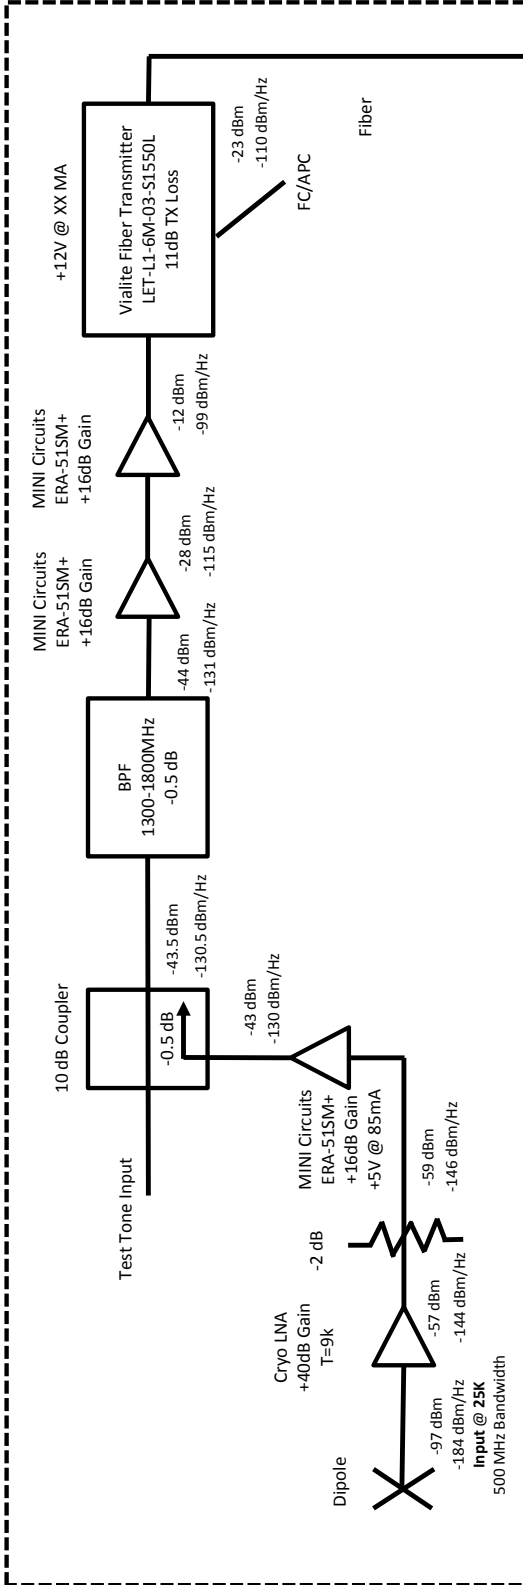 Dipole
-97 dBm
-184 dBm/Hz
Input @ 25K
500 MHz Bandwidth
Cryo LNA
+40dB Gain
T=9k
-57 dBm
-144 dBm/Hz
-2 dB
-59 dBm
-146 dBm/Hz
MINI Circuits
ERA-51SM+
+16dB Gain
+5V @ 85mA
-43 dBm
-130 dBm/Hz
Test Tone Input
10 dB Coupler
-0.5 dB
-43.5 dBm
-130.5 dBm/Hz
BPF
1300-1800MHz
-0.5 dB
-44 dBm
-131 dBm/Hz
MINI Circuits
ERA-51SM+
+16dB Gain
-28 dBm
-115 dBm/Hz
MINI Circuits
ERA-51SM+
+16dB Gain
-12 dBm
-99 dBm/Hz
+12V @ XX MA
Vialite Fiber Transmitter
LET-L1-6M-03-S1550L
11dB TX Loss
-23 dBm
-110 dBm/Hz
FC/APC
Fiber